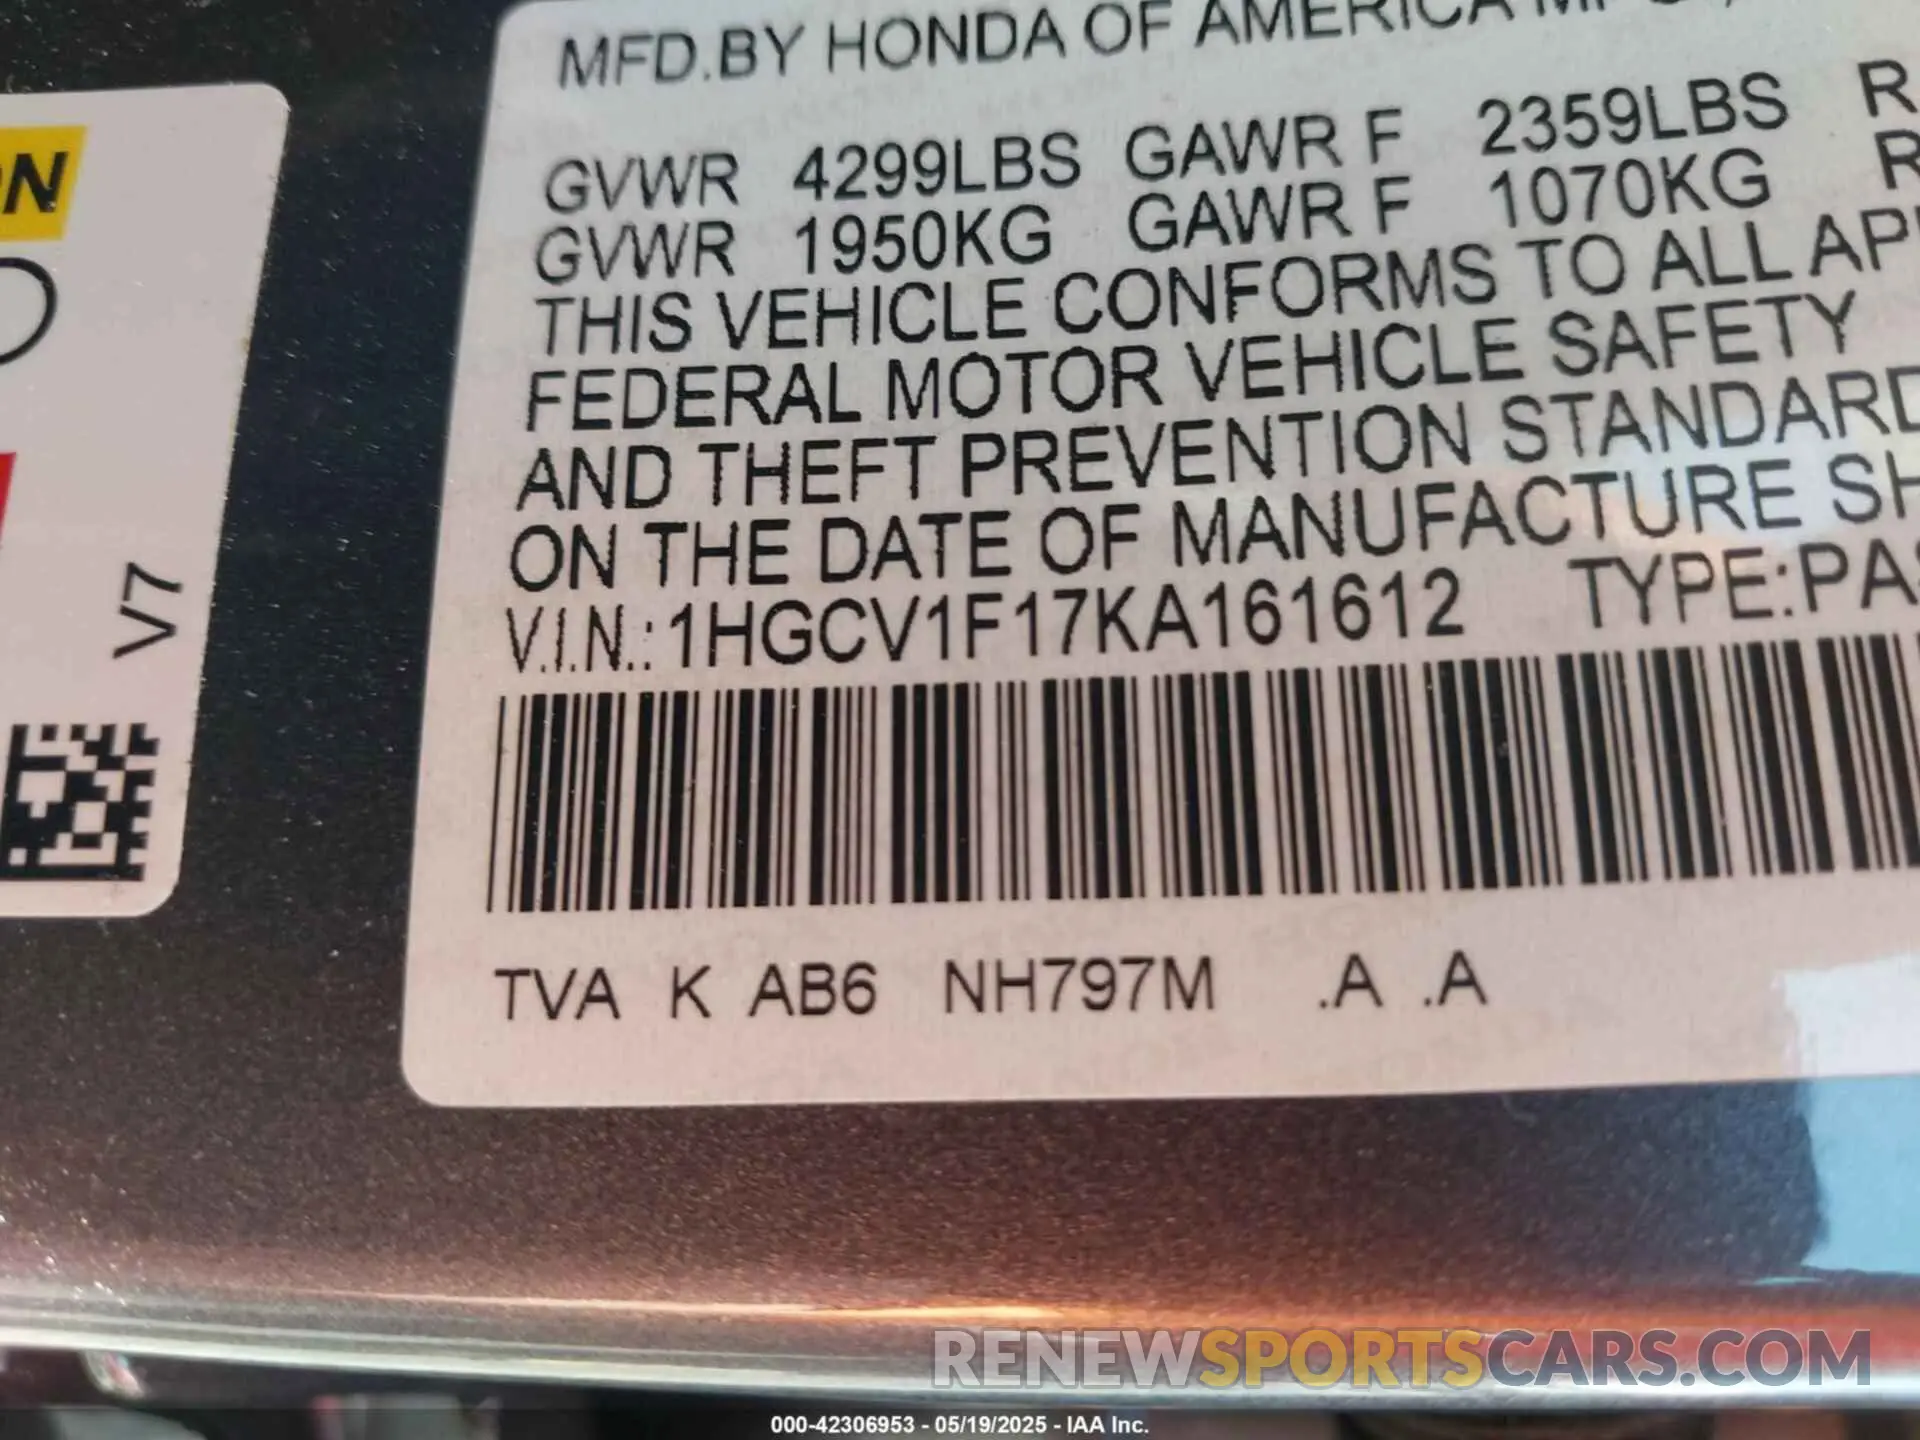 MFD.BY HONDA OF AMERICA
GVWR 4299LBS GAWR F 2359LBS R
GVWR 1950KG GAWR F 1070KG R
THIS VEHICLE CONFORMS TO ALL
FEDERAL MOTOR VEHICLE SAFETY
AND THEFT PREVENTION STANDARD
ON THE DATE OF MANUFACTURE
V.I.N.:1HGCV1F17KA161612 TYPE:PAS
TVA K AB6 NH797M .A .A
V7
RENEWSPORTSCARS.COM
000-42306953 - 05/19/2025 - IAA Inc.